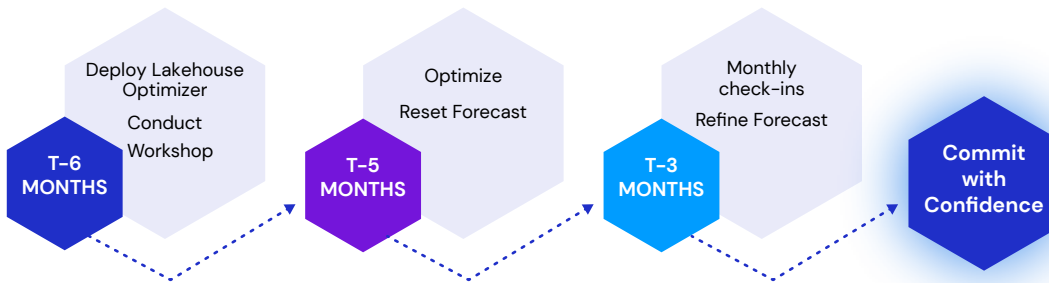 Deploy Lakehouse
Optimizer
Conduct
Workshop
T-6
MONTHS
Optimize
Reset Forecast
T-5
MONTHS
Monthly
check-ins
Refine Forecast
T-3
MONTHS
Commit
with
Confidence